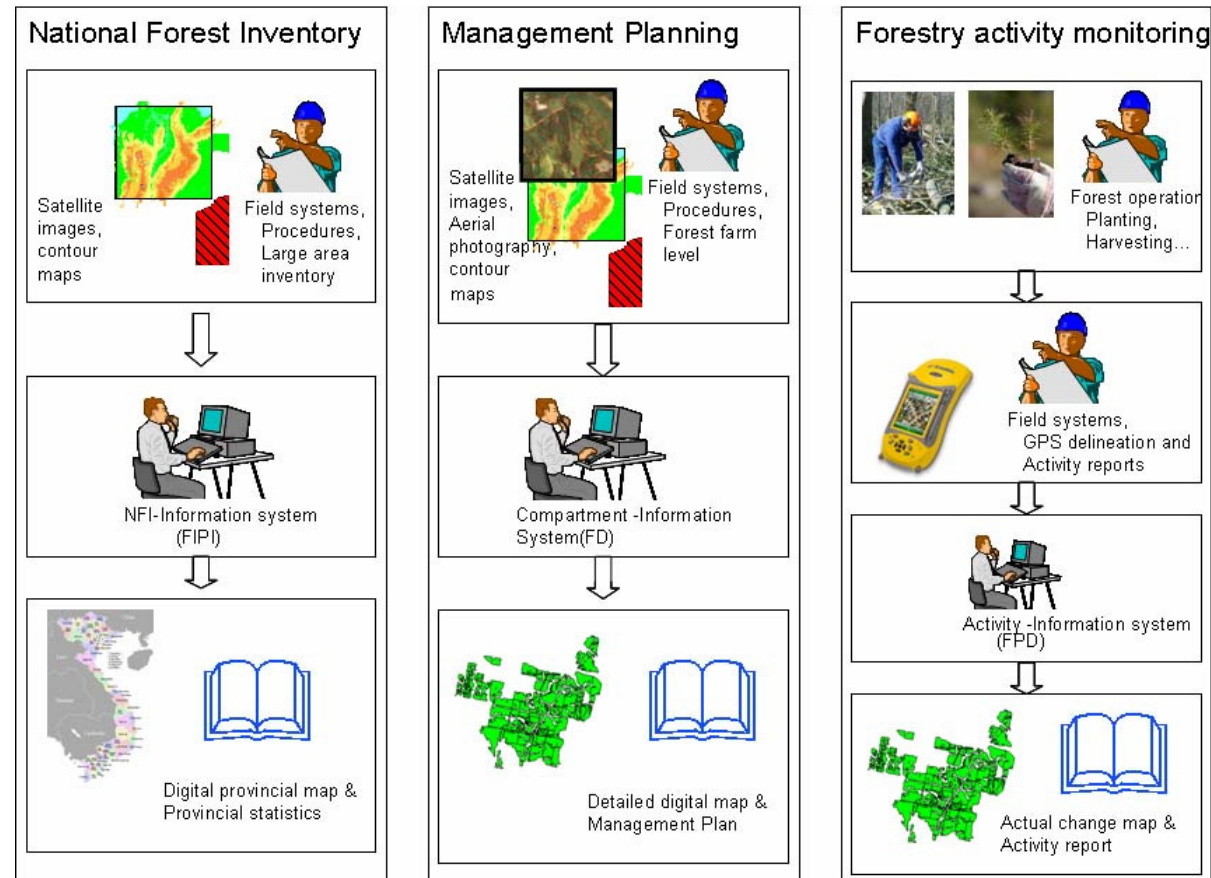 National Forest Inventory
Satellite
images,
contour
maps
Field systems,
Procedures,
Large area
inventory
NFI-Information system
(FIPI)
Digital provincial map &
Provincial statistics
Management Planning
Satellite
images,
Aerial
photography,
contour
maps
Field systems,
Procedures,
Forest farm
level
Compartment -Information
System(FD)
Detailed digital map &
Management Plan
Forestry activity monitoring
Forest operation
Planting,
Harvesting...
Field systems,
GPS delineation and
Activity reports
Activity -Information system
(FPD)
Actual change map &
Activity report